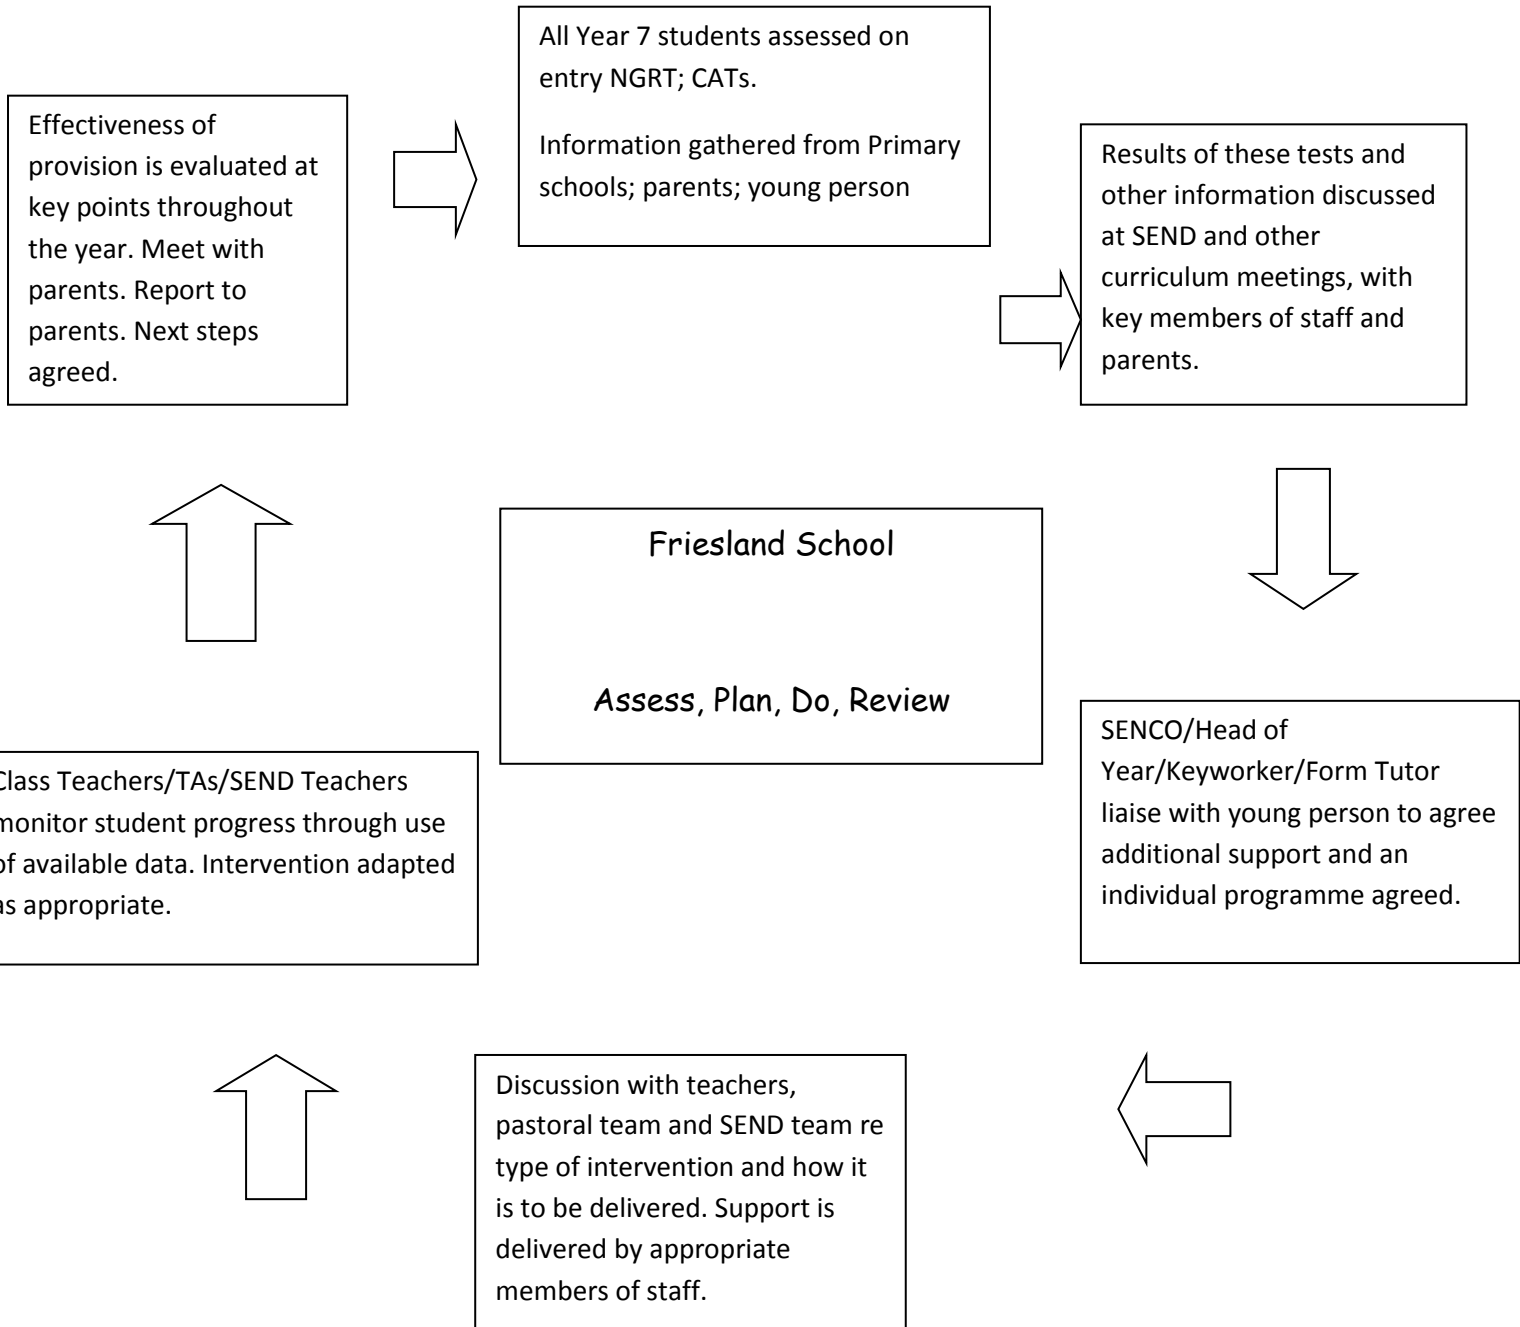 All Year 7 students assessed on
entry NGRT; CATs.
Information gathered from Primary
schools; parents; young person
Results of these tests and
other information discussed
at SEND and other
curriculum meetings, with
key members of staff and
parents.
SENCO/Head of
Year/Keyworker/Form Tutor
liaise with young person to agree
additional support and an
individual programme agreed.
Discussion with teachers,
pastoral team and SEND team re
type of intervention and how it
is to be delivered. Support is
delivered by appropriate
members of staff.
Class Teachers/TAs/SEND Teachers
monitor student progress through use
of available data. Intervention adapted
as appropriate.
Effectiveness of
provision is evaluated at
key points throughout
the year. Meet with
parents. Report to
parents. Next steps
agreed.
Friesland School
Assess, Plan, Do, Review